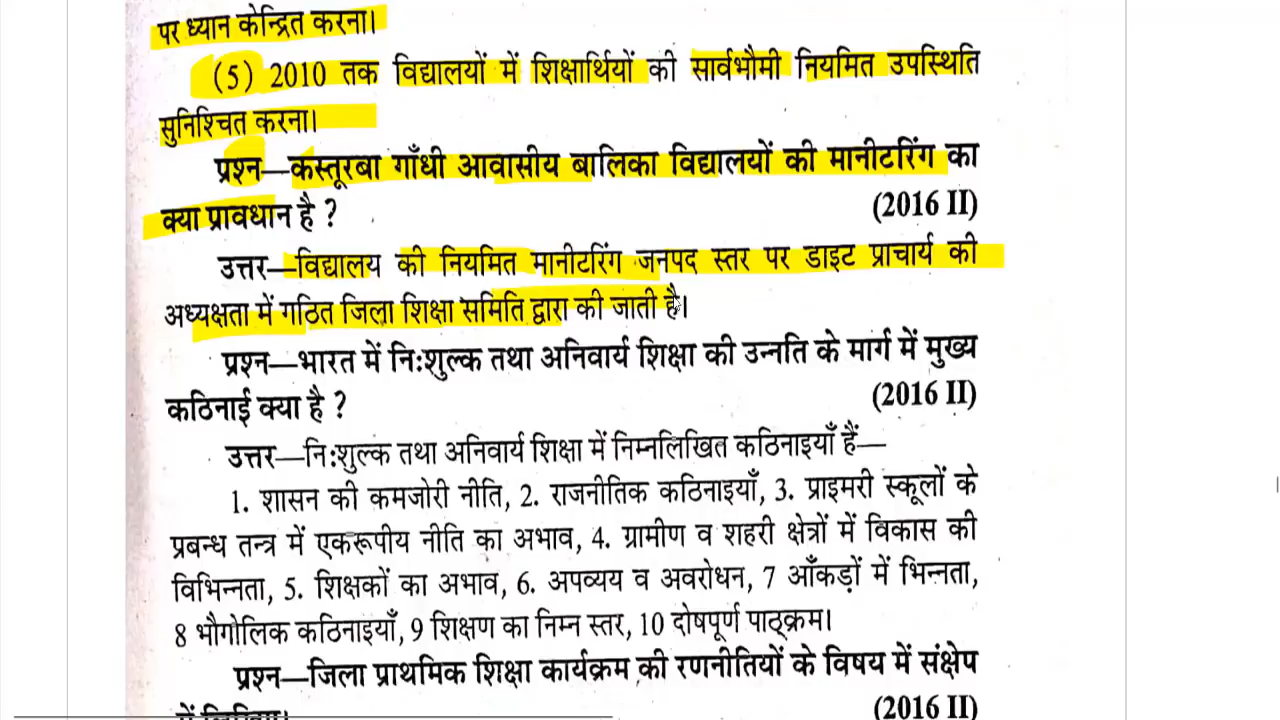 पर ध्यान केन्द्रित करना।
(5) 2010 तक विद्यालयों में शिक्षार्थियों की सार्वभौमी नियमित उपस्थिति
सुनिश्चित करना।
प्रश्न—कस्तूरबा गाँधी आवासीय बालिका विद्यालयों की मानीटरिंग का
क्या प्रावधान है ? (2016 II)
उत्तर—विद्यालय की नियमित मानीटरिंग जनपद स्तर पर डाइट प्राचार्य की
अध्यक्षता में गठित जिला शिक्षा समिति द्वारा की जाती है।
प्रश्न—भारत में नि:शुल्क तथा अनिवार्य शिक्षा की उन्नति के मार्ग में मुख्य
कठिनाई क्या है ? (2016 II)
उत्तर—नि:शुल्क तथा अनिवार्य शिक्षा में निम्नलिखित कठिनाइयाँ हैं—
1. शासन की कमजोरी नीति, 2. राजनीतिक कठिनाइयाँ, 3. प्राइमरी स्कूलों के
प्रबन्ध तन्त्र में एकरूपीय नीति का अभाव, 4. ग्रामीण व शहरी क्षेत्रों में विकास की
विभिन्नता, 5. शिक्षकों का अभाव, 6. अपव्यय व अवरोधन, 7 आँकड़ों में भिन्नता,
8 भौगोलिक कठिनाइयाँ, 9 शिक्षण का निम्न स्तर, 10 दोषपूर्ण पाठ्क्रम।
प्रश्न—जिला प्राथमिक शिक्षा कार्यक्रम की रणनीतियों के विषय में संक्षेप
(2016 II)